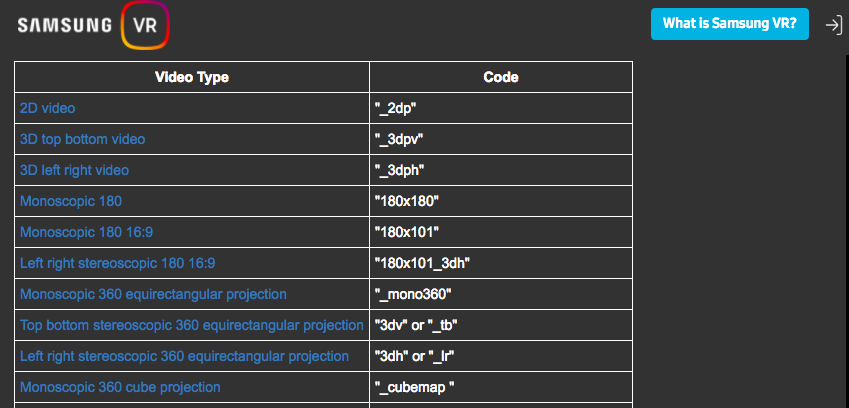 SAMSUNG VR
What is Samsung VR?
Video Type Code
2D video "_2dp"
3D top bottom video "_3dpv"
3D left right video "_3dph"
Monoscopic 180 "180x180"
Monoscopic 180 16:9 "180x101"
Left right stereoscopic 180 16:9 "180x101_3dh"
Monoscopic 360 equirectangular projection "_mono360"
Top bottom stereoscopic 360 equirectangular projection "3dv" or "_tb"
Left right stereoscopic 360 equirectangular projection "3dh" or "_lr"
Monoscopic 360 cube projection "_cubemap "